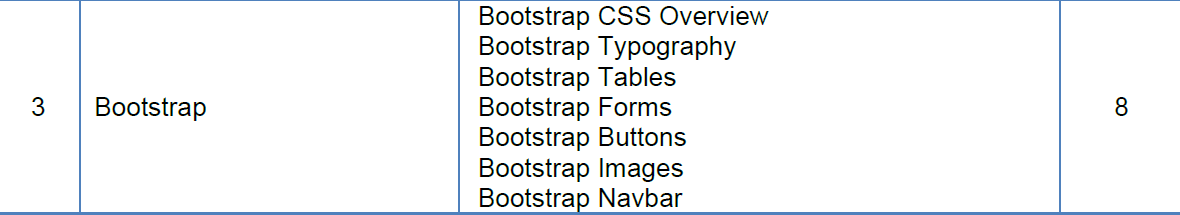 Bootstrap CSS Overview
Bootstrap Typography
Bootstrap Tables
3 Bootstrap Bootstrap Forms 8
Bootstrap Buttons
Bootstrap Images
Bootstrap Navbar